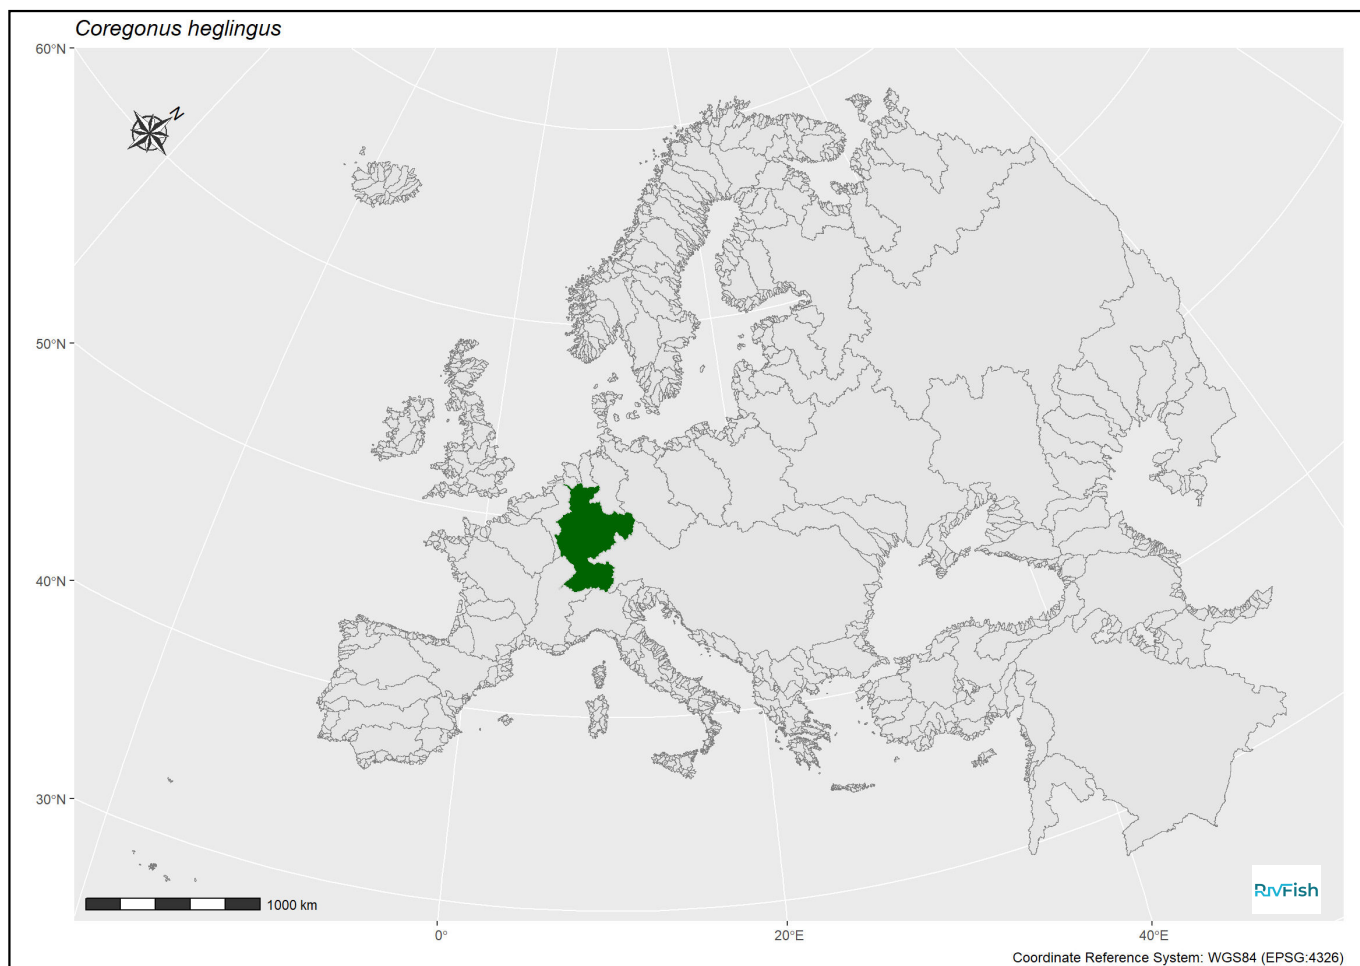 Coregonus heglingus
60°N
50°N
40°N
30°N
N
1000 km
RIVFish
0°
20°E
40°E
Coordinate Reference System: WGS84 (EPSG:4326)